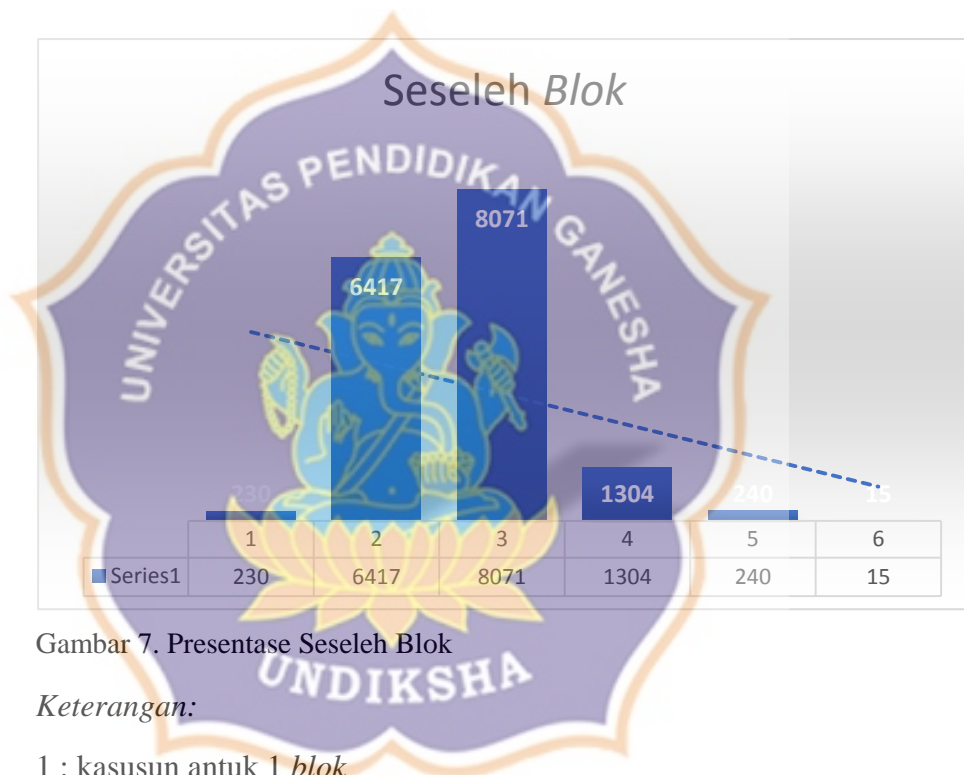 Seseleh Blok
UNIVERSITAS PENDIDIKAN GANESHA
8071
6417
230
1304
240
15
1 2 3 4 5 6
Series1 230 6417 8071 1304 240 15
Gambar 7. Presentase Seseleh Blok
UNDIKSHA
Keterangan:
1 : kasusun antuk 1 blok